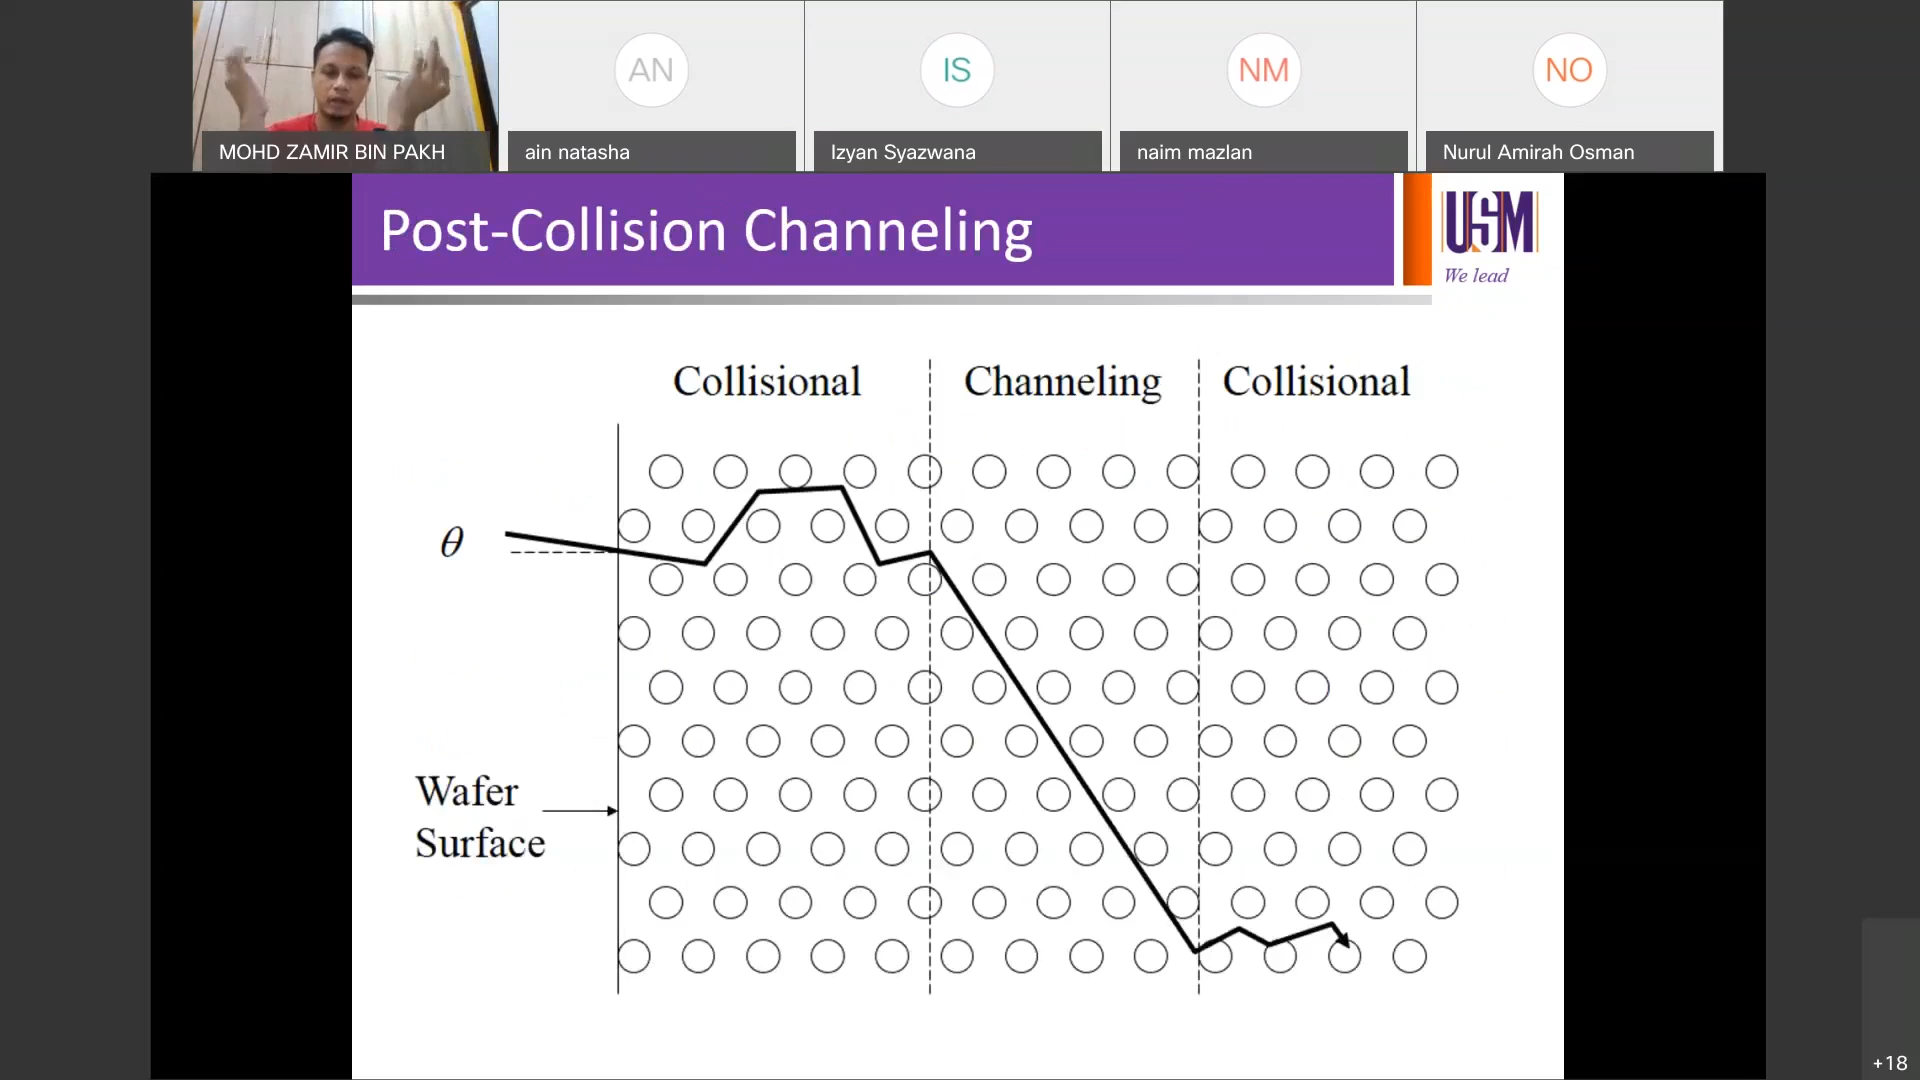 AN
IS
NM
NO
MOHD ZAMIR BIN PAKH
ain natasha
Izyan Syazwana
naim mazlan
Nurul Amirah Osman
Post-Collision Channeling
USM
We lead
Collisional
Channeling
Collisional
θ
Wafer
Surface
+18